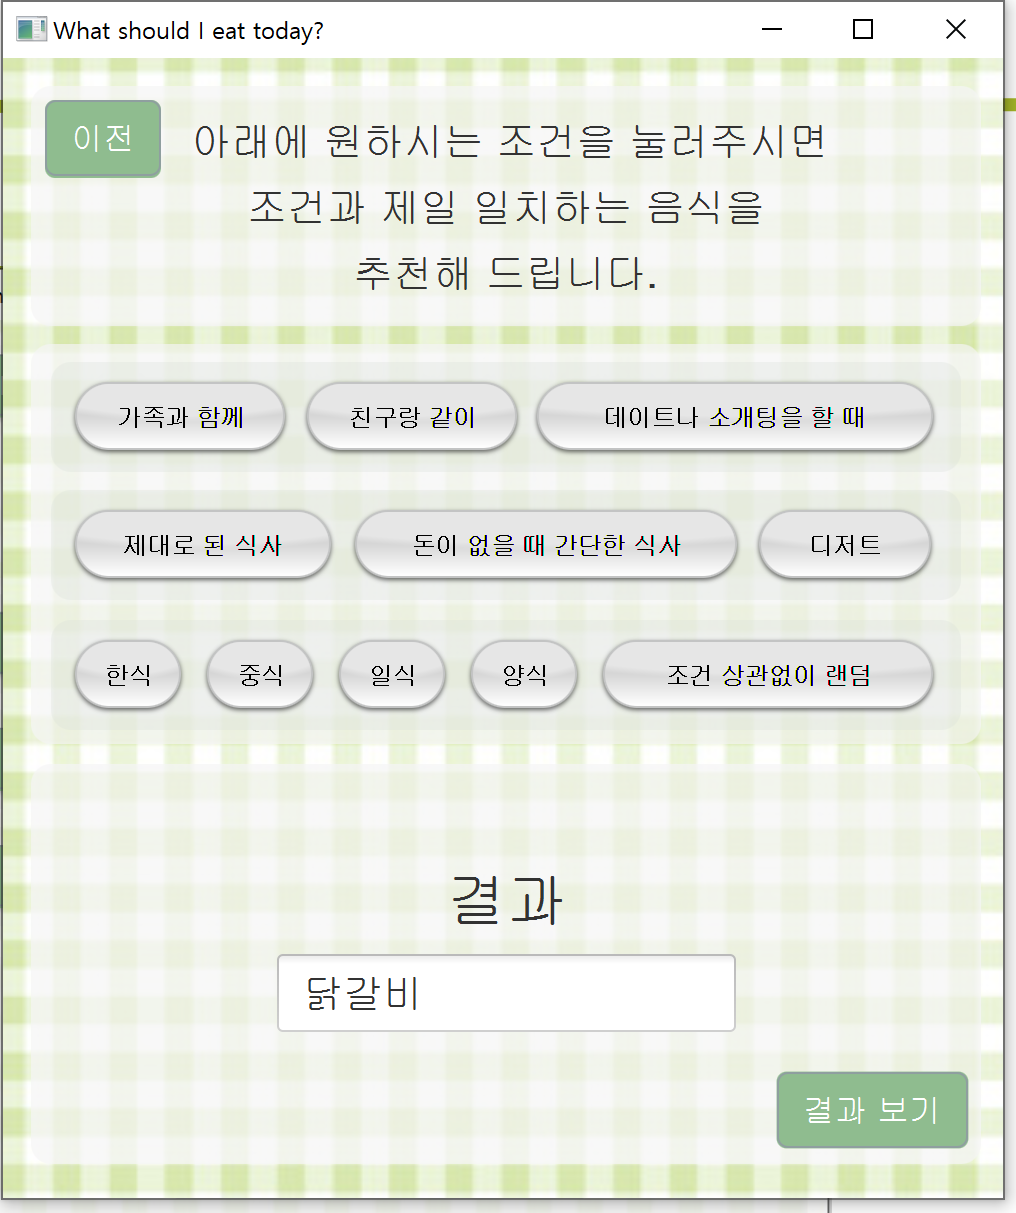 What should I eat today?
이전
아래에 원하시는 조건을 눌러주시면
조건과 제일 일치하는 음식을
추천해 드립니다.
가족과 함께 친구랑 같이 데이트나 소개팅을 할 때
제대로 된 식사 돈이 없을 때 간단한 식사 디저트
한식 중식 일식 양식 조건 상관없이 랜덤
결과
닭갈비
결과 보기